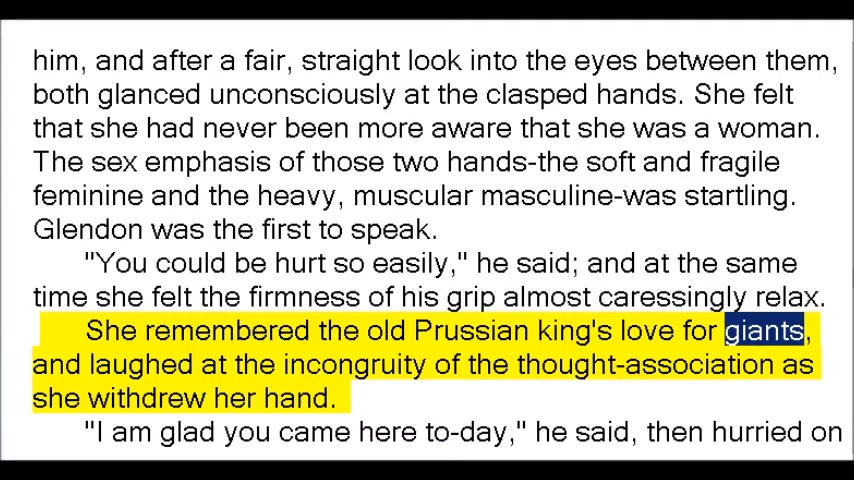 him, and after a fair, straight look into the eyes between them,
both glanced unconsciously at the clasped hands. She felt
that she had never been more aware that she was a woman.
The sex emphasis of those two hands-the soft and fragile
feminine and the heavy, muscular masculine-was startling.
Glendon was the first to speak.
"You could be hurt so easily," he said; and at the same
time she felt the firmness of his grip almost caressingly relax.
She remembered the old Prussian king's love for giants,
and laughed at the incongruity of the thought-association as
she withdrew her hand.
"I am glad you came here to-day," he said, then hurried on